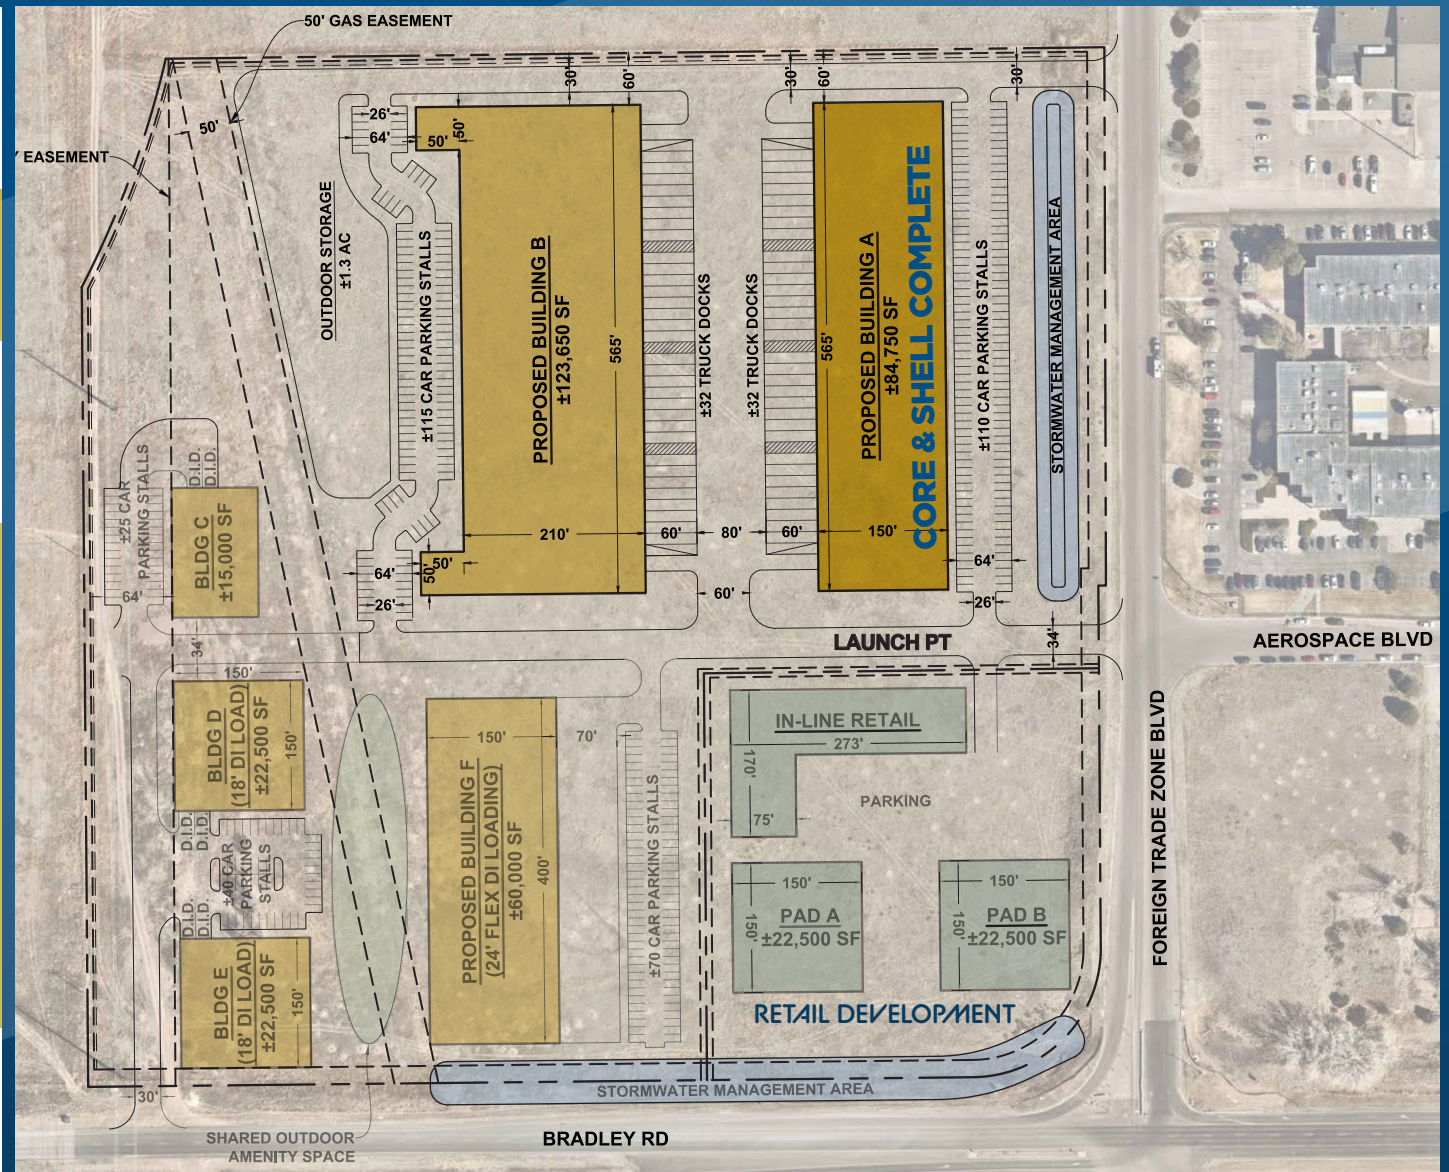 50' GAS EASEMENT
50'
EASEMENT
30'
60'
30'
60'
30'
26'
64'
50'
50'
OUTDOOR STORAGE
±1.3 AC
±115 CAR PARKING STALLS
PROPOSED BUILDING B
±123,650 SF
565'
±32 TRUCK DOCKS
±32 TRUCK DOCKS
565'
PROPOSED BUILDING A
±84,750 SF
CORE & SHELL COMPLETE
±110 CAR PARKING STALLS
STORMWATER MANAGEMENT AREA
210'
60'
80'
60'
150'
64'
50'
50'
64'
26'
60'
26'
±25 CAR
PARKING STALLS
D.I.D.
D.I.D.
BLDG C
±15,000 SF
64'
34'
LAUNCH PT
34'
AEROSPACE BLVD
150'
BLDG D
(18' DI LOAD)
±22,500 SF
150'
D.I.D.
D.I.D.
±40 CAR
PARKING
STALLS
D.I.D.
D.I.D.
BLDG E
(18' DI LOAD)
±22,500 SF
150'
150'
70'
PROPOSED BUILDING F
(24' FLEX DI LOADING)
±60,000 SF
400'
±70 CAR PARKING STALLS
IN-LINE RETAIL
273'
170'
75'
PARKING
150'
150'
PAD A
±22,500 SF
150'
150'
PAD B
±22,500 SF
RETAIL DEVELOPMENT
FOREIGN TRADE ZONE BLVD
STORMWATER MANAGEMENT AREA
30'
SHARED OUTDOOR
AMENITY SPACE
BRADLEY RD